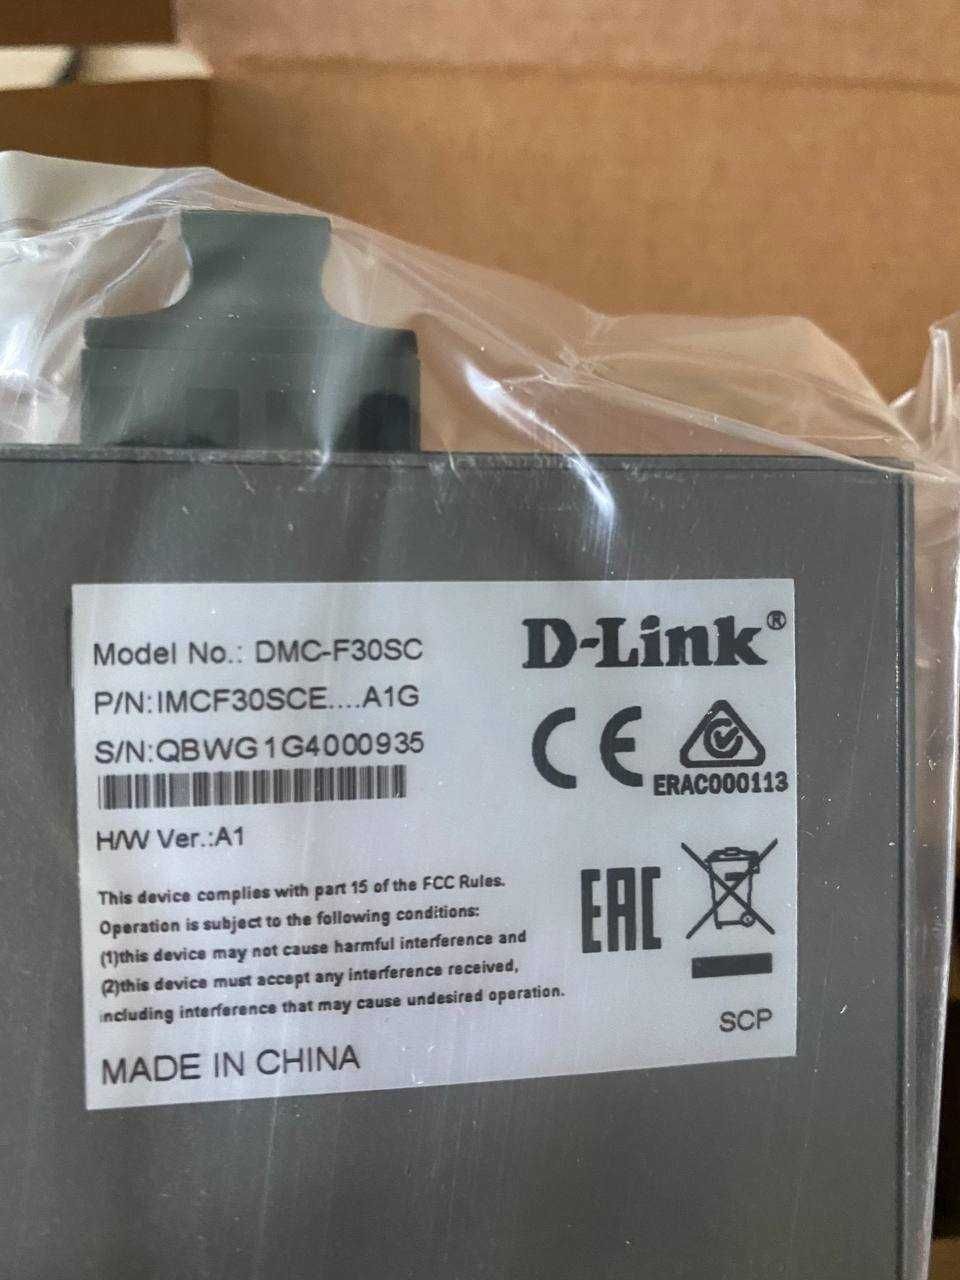 Model No.: DMC-F30SC
D-Link®
P/N:IMCF30SCE....A1G
S/N:QBWG1G4000935
CE
ERAC000113
H/W Ver.:A1
This device complies with part 15 of the FCC Rules.
Operation is subject to the following conditions:
(1)this device may not cause harmful interference and
(2)this device must accept any interference received,
including interference that may cause undesired operation.
EAC
SCP
MADE IN CHINA